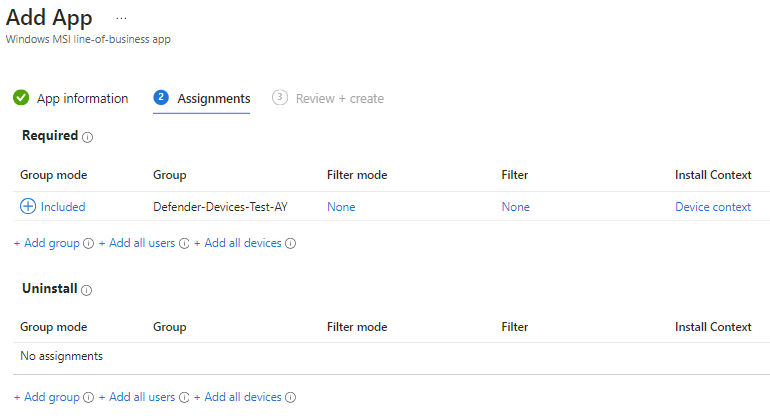 Add App ...
Windows MSI line-of-business app
App information 2 Assignments 3 Review + create
Required
Group mode Group Filter mode Filter Install Context
Included Defender-Devices-Test-AY None None Device context
+ Add group + Add all users + Add all devices
Uninstall
Group mode Group Filter mode Filter Install Context
No assignments
+ Add group + Add all users + Add all devices